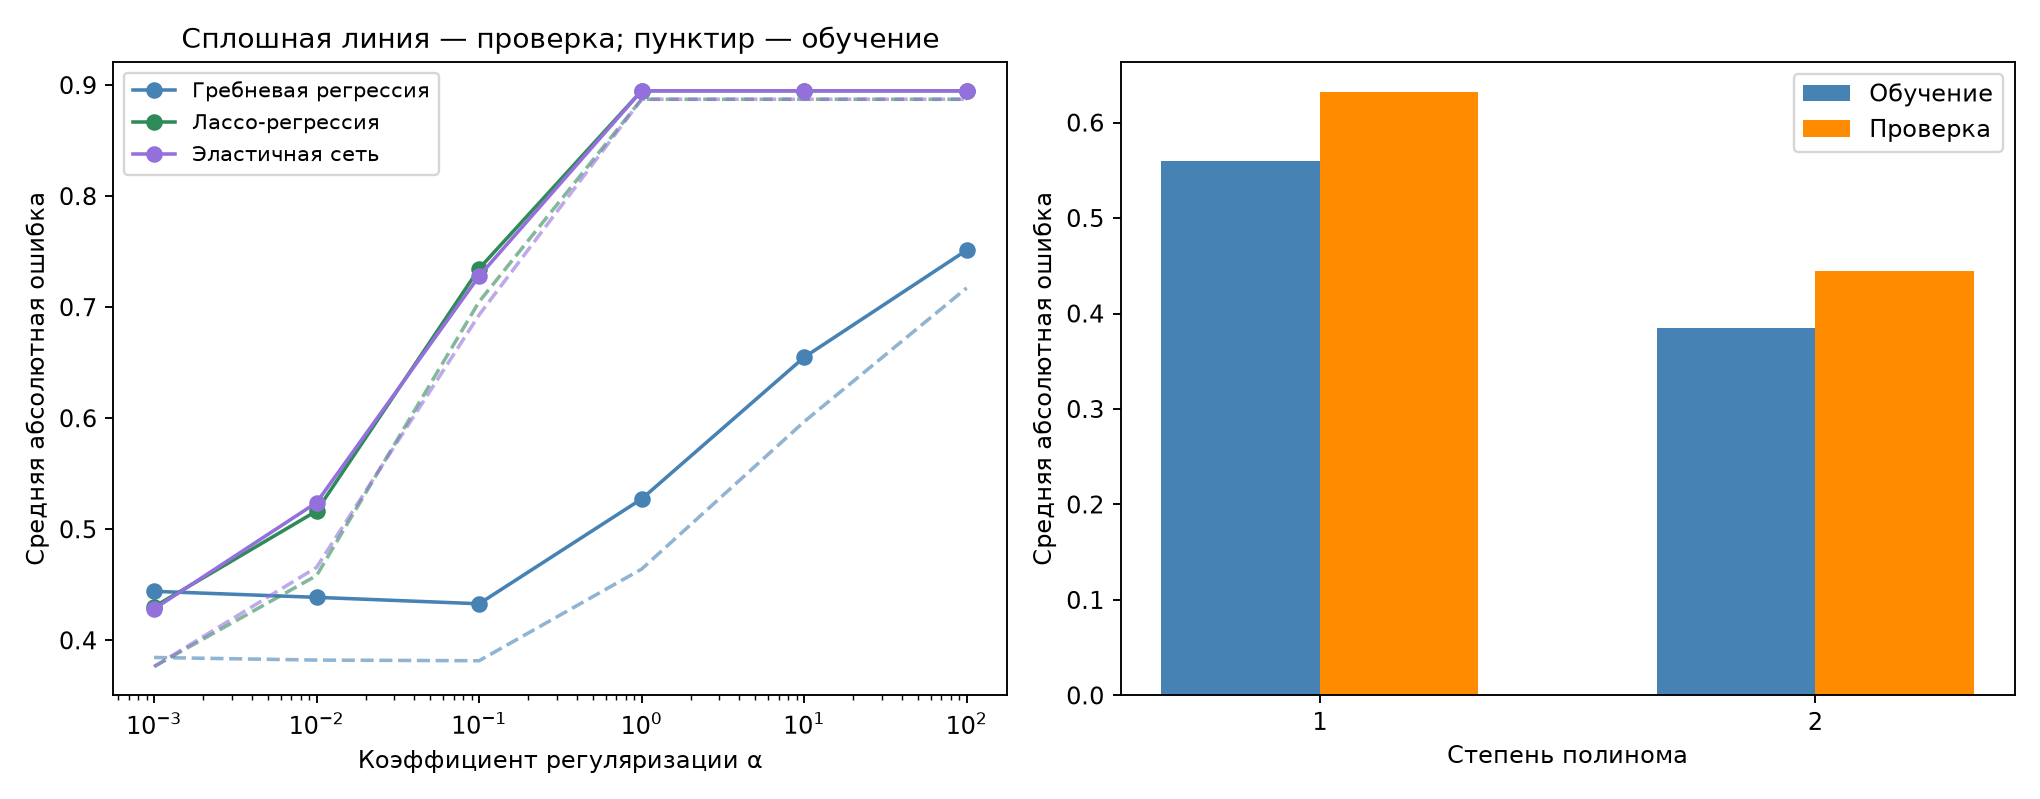 Сплошная линия — проверка; пунктир — обучение
Гребневая регрессия
Лассо-регрессия
Эластичная сеть
Средняя абсолютная ошибка
0.9
0.8
0.7
0.6
0.5
0.4
10⁻³ 10⁻² 10⁻¹ 10⁰ 10¹ 10²
Коэффициент регуляризации α
Обучение
Проверка
Средняя абсолютная ошибка
0.6
0.5
0.4
0.3
0.2
0.1
0.0
1 2
Степень полинома